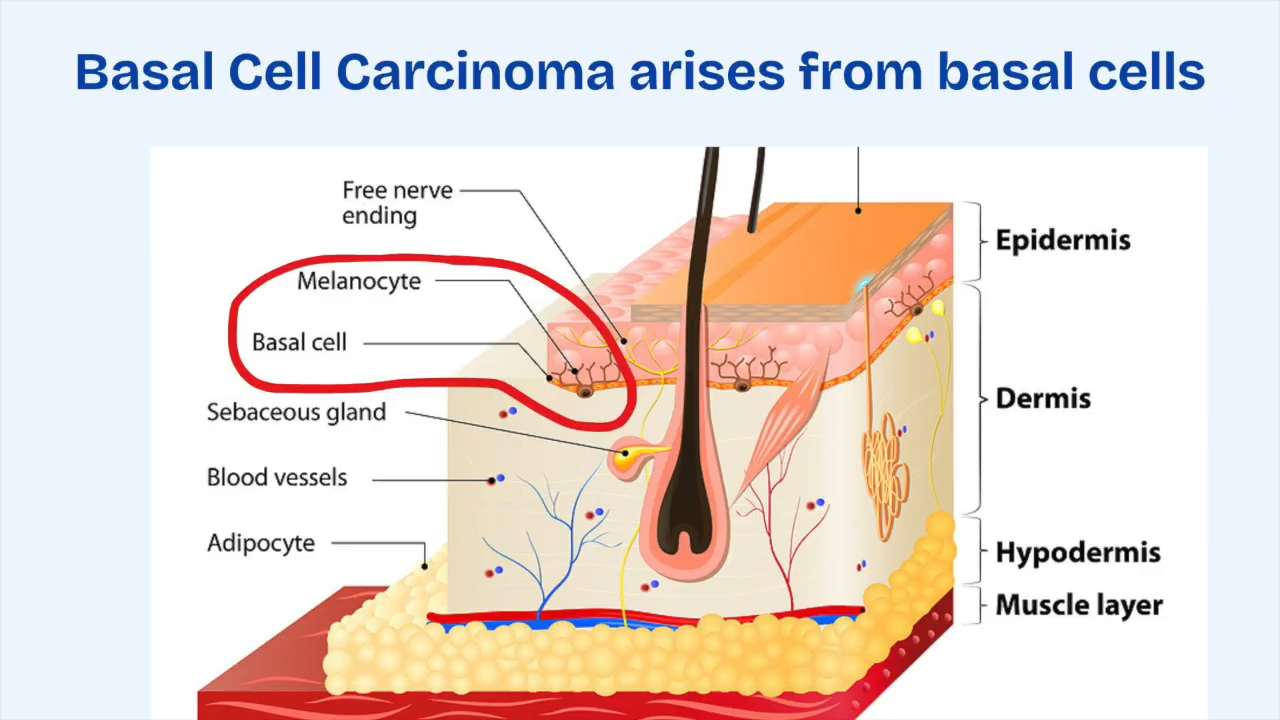 Basal Cell Carcinoma arises from basal cells
Free nerve
ending
Melanocyte
Basal cell
Sebaceous gland
Blood vessels
Adipocyte
Epidermis
Dermis
Hypodermis
Muscle layer